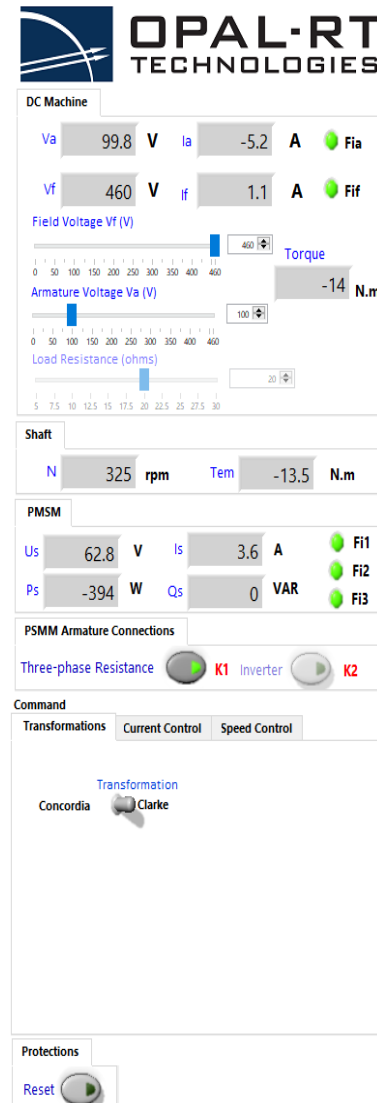 OPAL-RT
TECHNOLOGIES
DC Machine
Va 99.8 V Ia -5.2 A Fia
Vf 460 V If 1.1 A Fif
Field Voltage Vf (V)
460
0 50 100 150 200 250 300 350 400 460
Torque
-14 N.m
Armature Voltage Va (V)
100
0 50 100 150 200 250 300 350 400 460
Load Resistance (ohms)
20
5 7.5 10 12.5 15 17.5 20 22.5 25 27.5 30
Shaft
N 325 rpm Tem -13.5 N.m
PMSM
Us 62.8 V Is 3.6 A Fi1
Fi2
Ps -394 W Qs 0 VAR Fi3
PSMM Armature Connections
Three-phase Resistance K1 Inverter K2
Command
Transformations Current Control Speed Control
Transformation
Concordia Clarke
Protections
Reset